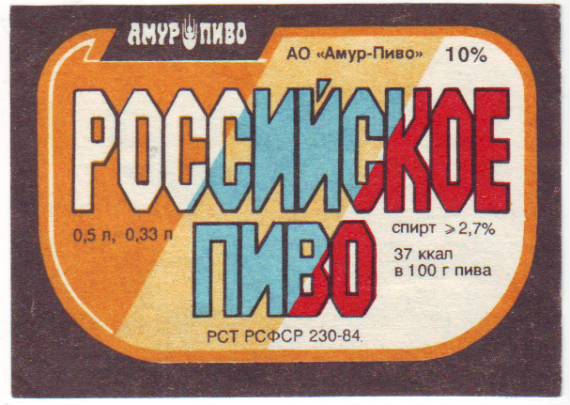 АМУР ПИВО
АО «Амур-Пиво» 10%
РОССИЙСКОЕ
ПИВО
0,5 л, 0,33 л
спирт ⩾2,7%
37 ккал
в 100 г пива
РСТ РСФСР 230-84.